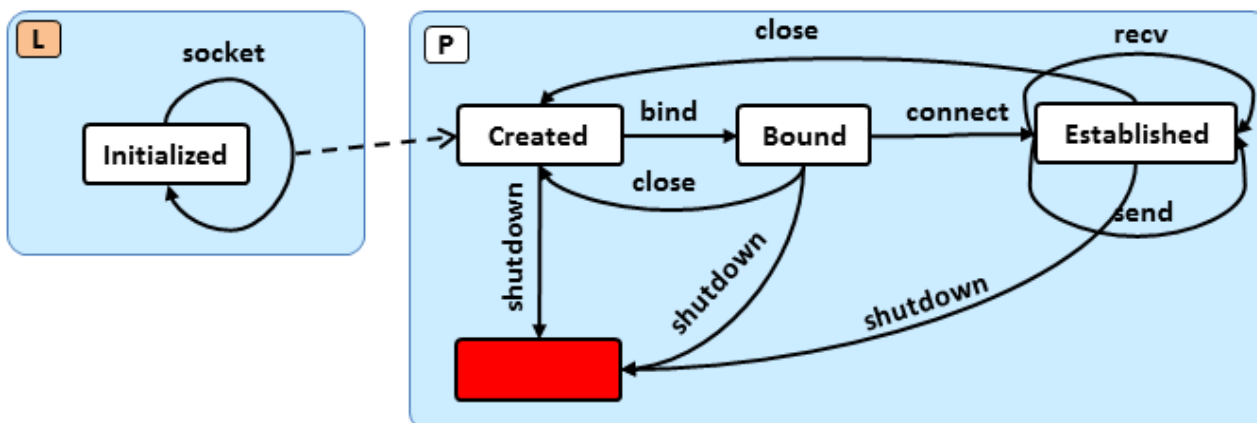 L
socket
Initialized
P
close
recv
Created
bind
Bound
connect
Established
close
send
shutdown
shutdown
shutdown